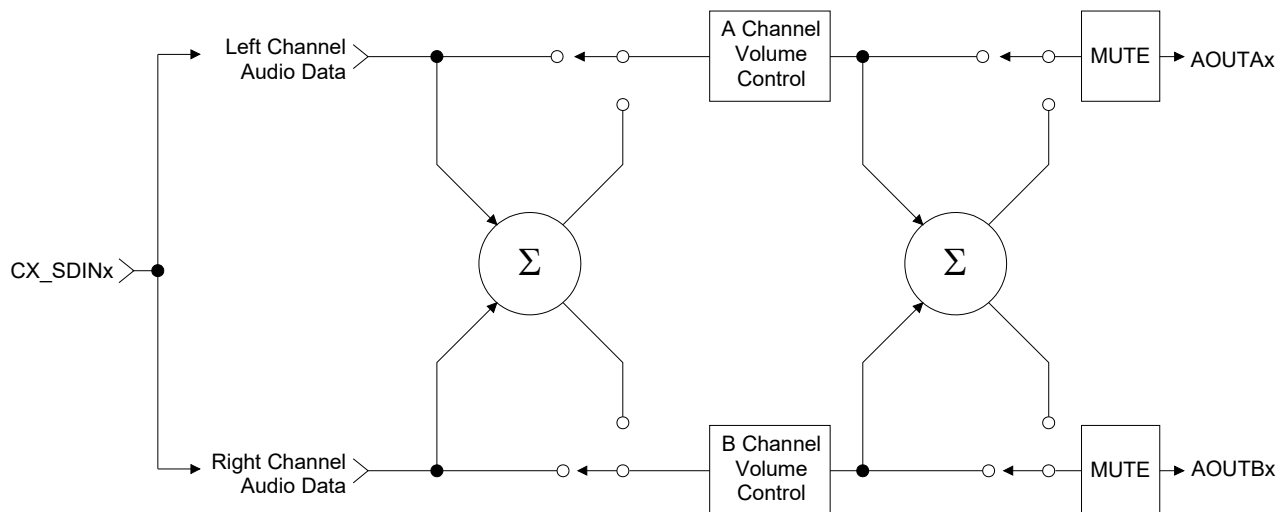 Left Channel
Audio Data
A Channel
Volume
Control
MUTE
AOUTAx
CX_SDINx
Σ
Σ
Right Channel
Audio Data
B Channel
Volume
Control
MUTE
AOUTBx